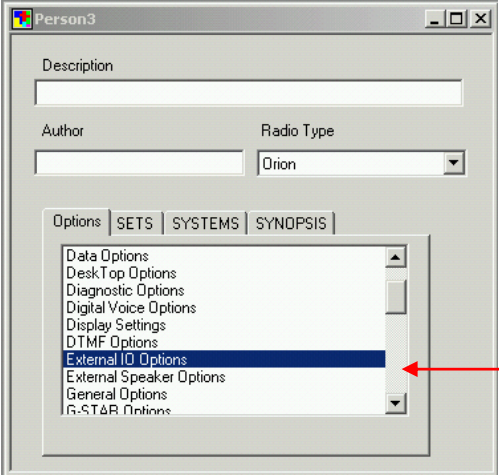 Person3
Description
Author Radio Type
Orion
Options SETS SYSTEMS SYNOPSIS
Data Options
DeskTop Options
Diagnostic Options
Digital Voice Options
Display Settings
DTMF Options
External IO Options
External Speaker Options
General Options
G-STAR Options